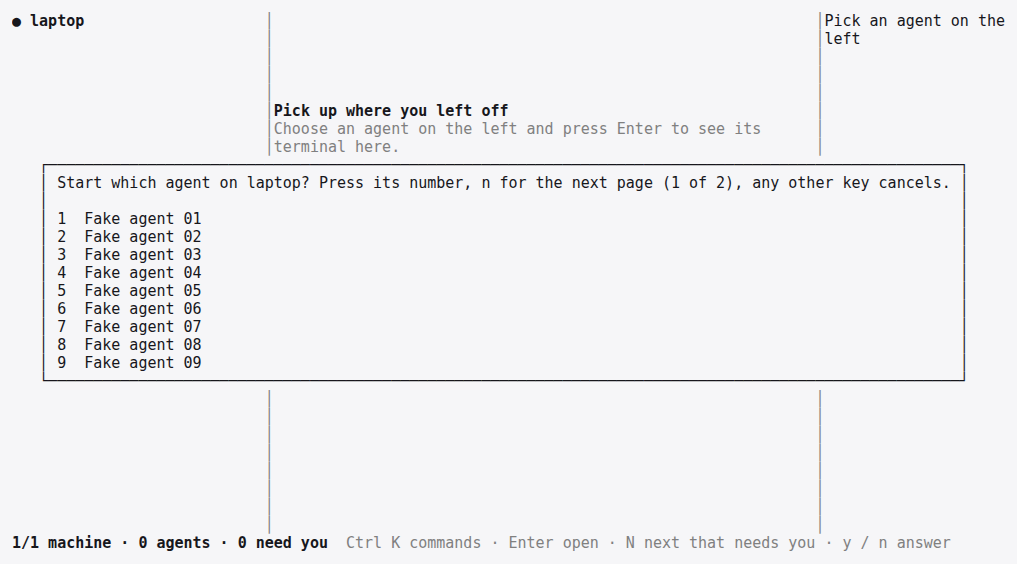 ● laptop
Pick an agent on the
left
Pick up where you left off
Choose an agent on the left and press Enter to see its
terminal here.
Start which agent on laptop? Press its number, n for the next page (1 of 2), any other key cancels.
1  Fake agent 01
2  Fake agent 02
3  Fake agent 03
4  Fake agent 04
5  Fake agent 05
6  Fake agent 06
7  Fake agent 07
8  Fake agent 08
9  Fake agent 09
1/1 machine · 0 agents · 0 need you  Ctrl K commands · Enter open · N next that needs you · y / n answer